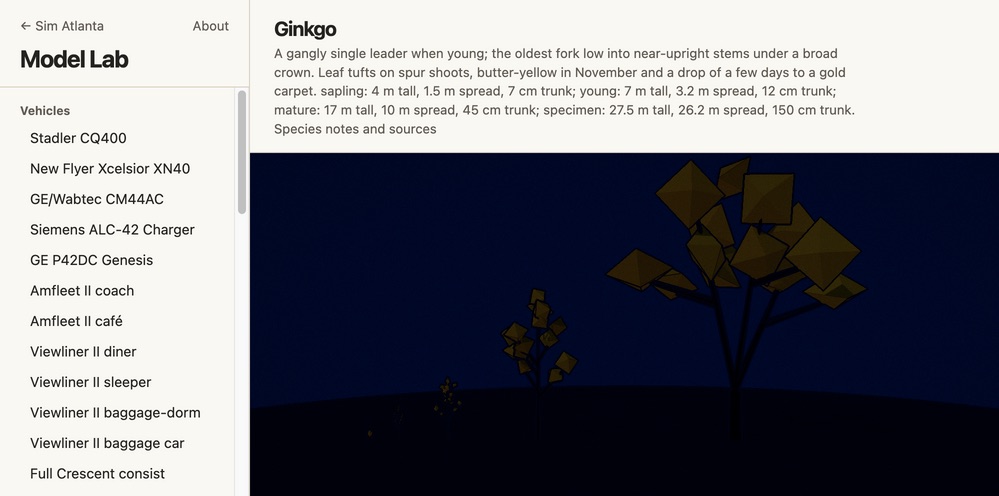 ← Sim Atlanta
About
Model Lab
Vehicles
Stadler CQ400
New Flyer Xcelsior XN40
GE/Wabtec CM44AC
Siemens ALC-42 Charger
GE P42DC Genesis
Amfleet II coach
Amfleet II café
Viewliner II diner
Viewliner II sleeper
Viewliner II baggage-dorm
Viewliner II baggage car
Full Crescent consist
Ginkgo
A gangly single leader when young; the oldest fork low into near-upright stems under a broad
crown. Leaf tufts on spur shoots, butter-yellow in November and a drop of a few days to a gold
carpet. sapling: 4 m tall, 1.5 m spread, 7 cm trunk; young: 7 m tall, 3.2 m spread, 12 cm trunk;
mature: 17 m tall, 10 m spread, 45 cm trunk; specimen: 27.5 m tall, 26.2 m spread, 150 cm trunk.
Species notes and sources